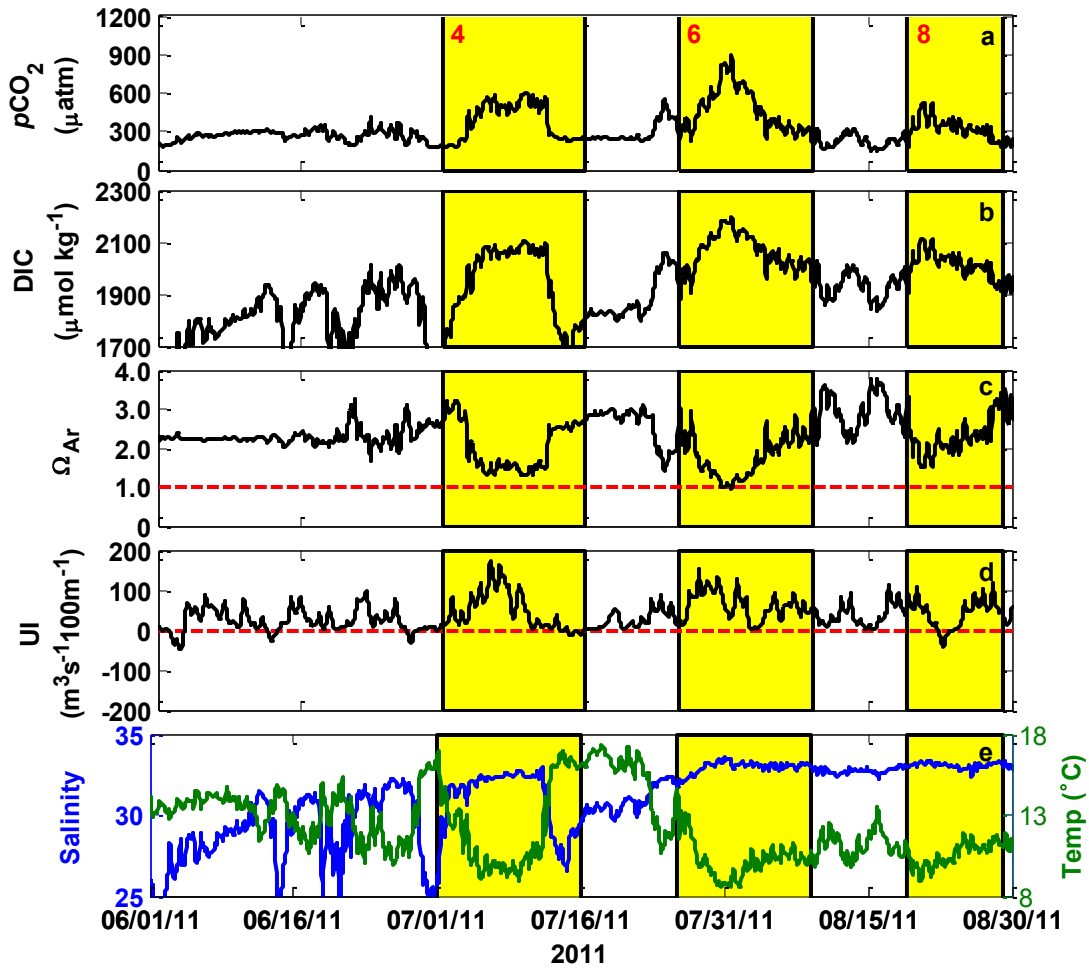 1200
900
600
300
0
pCO2
(μatm)
4
6
8
a
2300
2100
1900
1700
DIC
(μmol kg-1)
b
4.0
3.0
2.0
1.0
0
ΩAr
c
200
100
0
-100
-200
UI
(m3s-1100m-1)
d
35
30
25
Salinity
e
18
13
8
Temp (°C)
06/01/11
06/16/11
07/01/11
07/16/11
07/31/11
08/15/11
08/30/11
2011